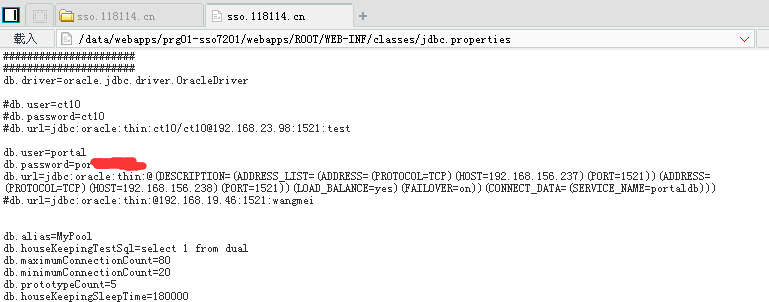 sso.118114.cn
sso.118114.cn
載入
/data/webapps/prg01-sso7201/webapps/ROOT/WEB-INF/classes/jdbc.properties
######################
######################
db.driver=oracle.jdbc.driver.OracleDriver
#db.user=ct10
#db.password=ct10
#db.url=jdbc:oracle:thin:ct10/ct10@192.168.23.98:1521:test
db.user=portal
db.password=por
db.url=jdbc:oracle:thin:@(DESCRIPTION=(ADDRESS_LIST=(ADDRESS=(PROTOCOL=TCP)(HOST=192.168.156.237)(PORT=1521))(ADDRESS=
(PROTOCOL=TCP)(HOST=192.168.156.238)(PORT=1521))(LOAD_BALANCE=yes)(FAILOVER=on))(CONNECT_DATA=(SERVICE_NAME=portaldb)))
#db.url=jdbc:oracle:thin:@192.168.19.46:1521:wangmei
db.alias=MyPool
db.houseKeepingTestSql=select 1 from dual
db.maximumConnectionCount=80
db.minimumConnectionCount=20
db.prototypeCount=5
db.houseKeepingSleepTime=180000